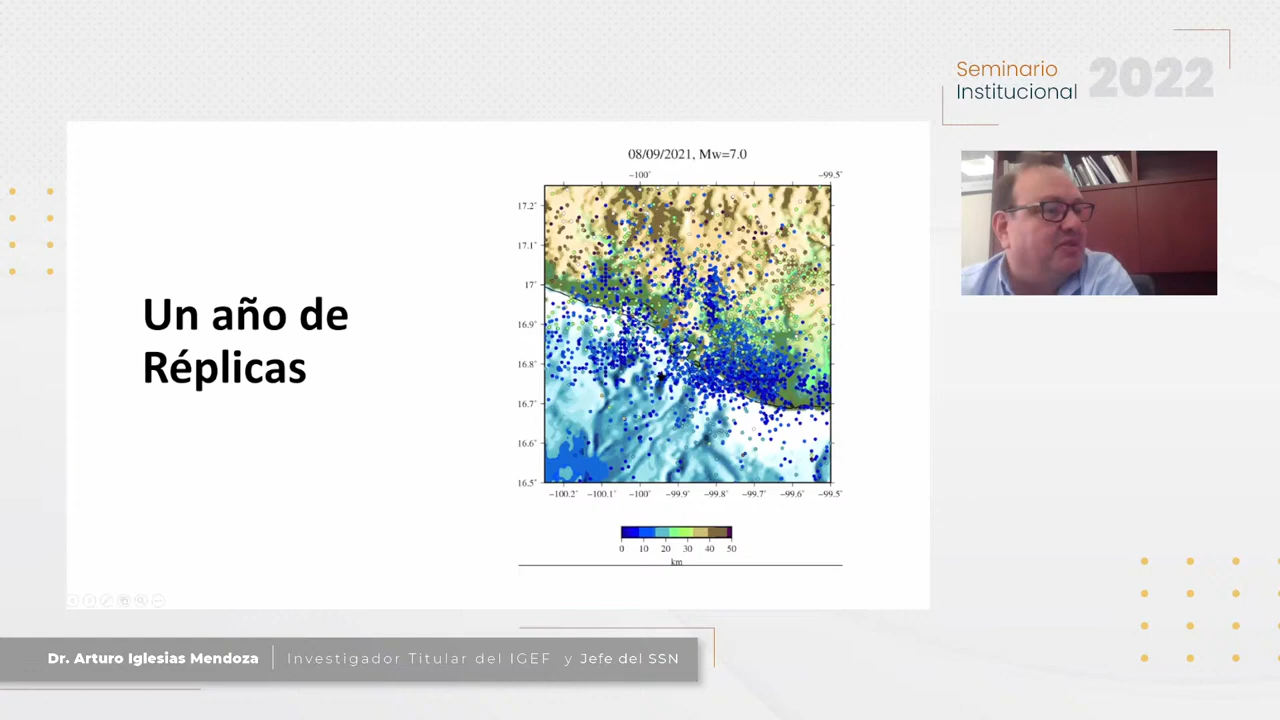 Seminario
Institucional 2022
08/09/2021, Mw=7.0
−100˚ −99.5˚
17.2˚
17.1˚
17˚
16.9˚
16.8˚
16.7˚
16.6˚
16.5˚
−100.2˚ −100.1˚ −100˚ −99.9˚ −99.8˚ −99.7˚ −99.6˚ −99.5˚
0 10 20 30 40 50
km
Un año de
Réplicas
Dr. Arturo Iglesias Mendoza Investigador Titular del IGEF y Jefe del SSN